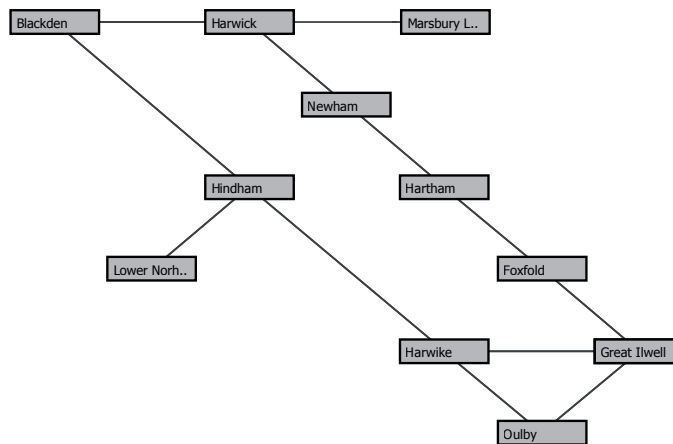 Blackden
Harwick
Marsbury L..
Newham
Hindham
Hartham
Lower Norh..
Foxfold
Harwike
Great Ilwell
Oulby